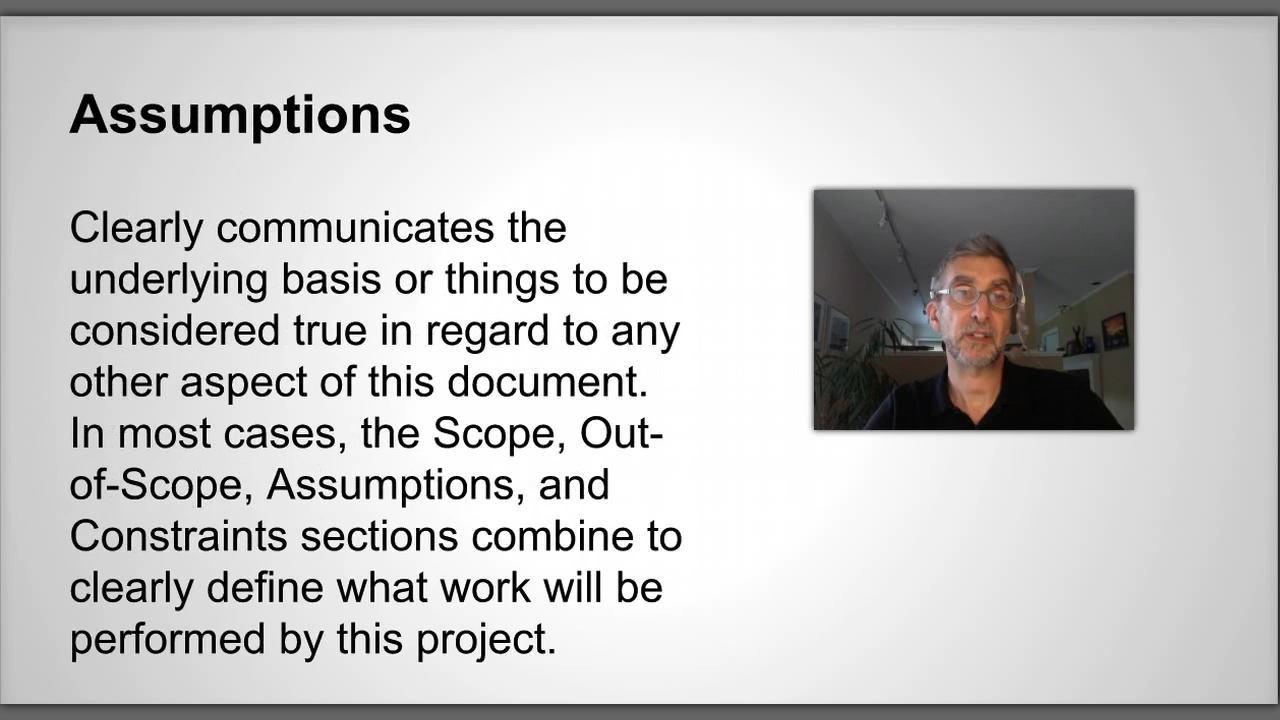 Assumptions
Clearly communicates the
underlying basis or things to be
considered true in regard to any
other aspect of this document.
In most cases, the Scope, Out-
of-Scope, Assumptions, and
Constraints sections combine to
clearly define what work will be
performed by this project.